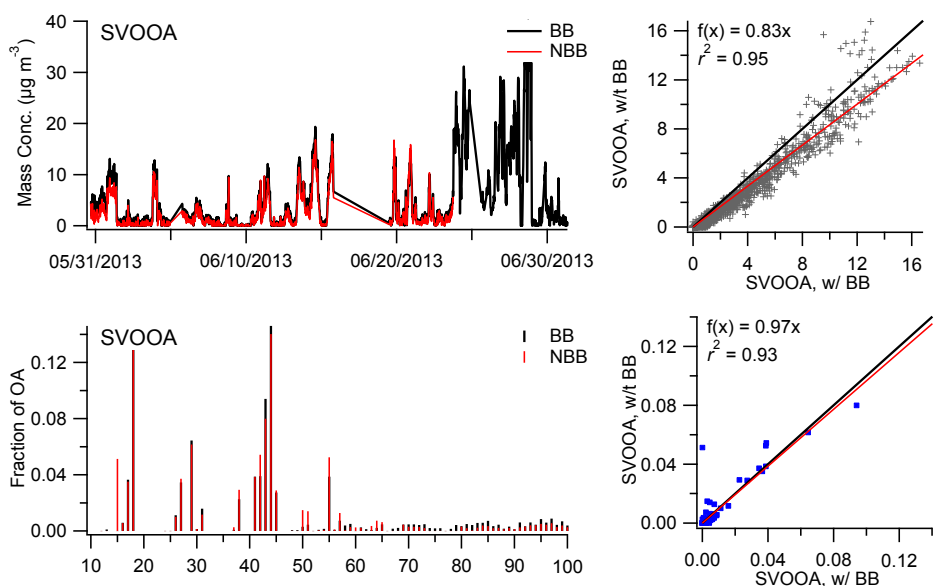 SVOOA
BB
NBB
Mass Conc. (µg m-3)
40
30
20
10
0
05/31/2013
06/10/2013
06/20/2013
06/30/2013
f(x) = 0.83x
r2 = 0.95
SVOOA, w/t BB
16
12
8
4
0
0
4
8
12
16
SVOOA, w/ BB
SVOOA
BB
NBB
Fraction of OA
0.12
0.08
0.04
0.00
10
20
30
40
50
60
70
80
90
100
f(x) = 0.97x
r2 = 0.93
SVOOA, w/t BB
0.12
0.08
0.04
0.00
0.00
0.04
0.08
0.12
SVOOA, w/ BB